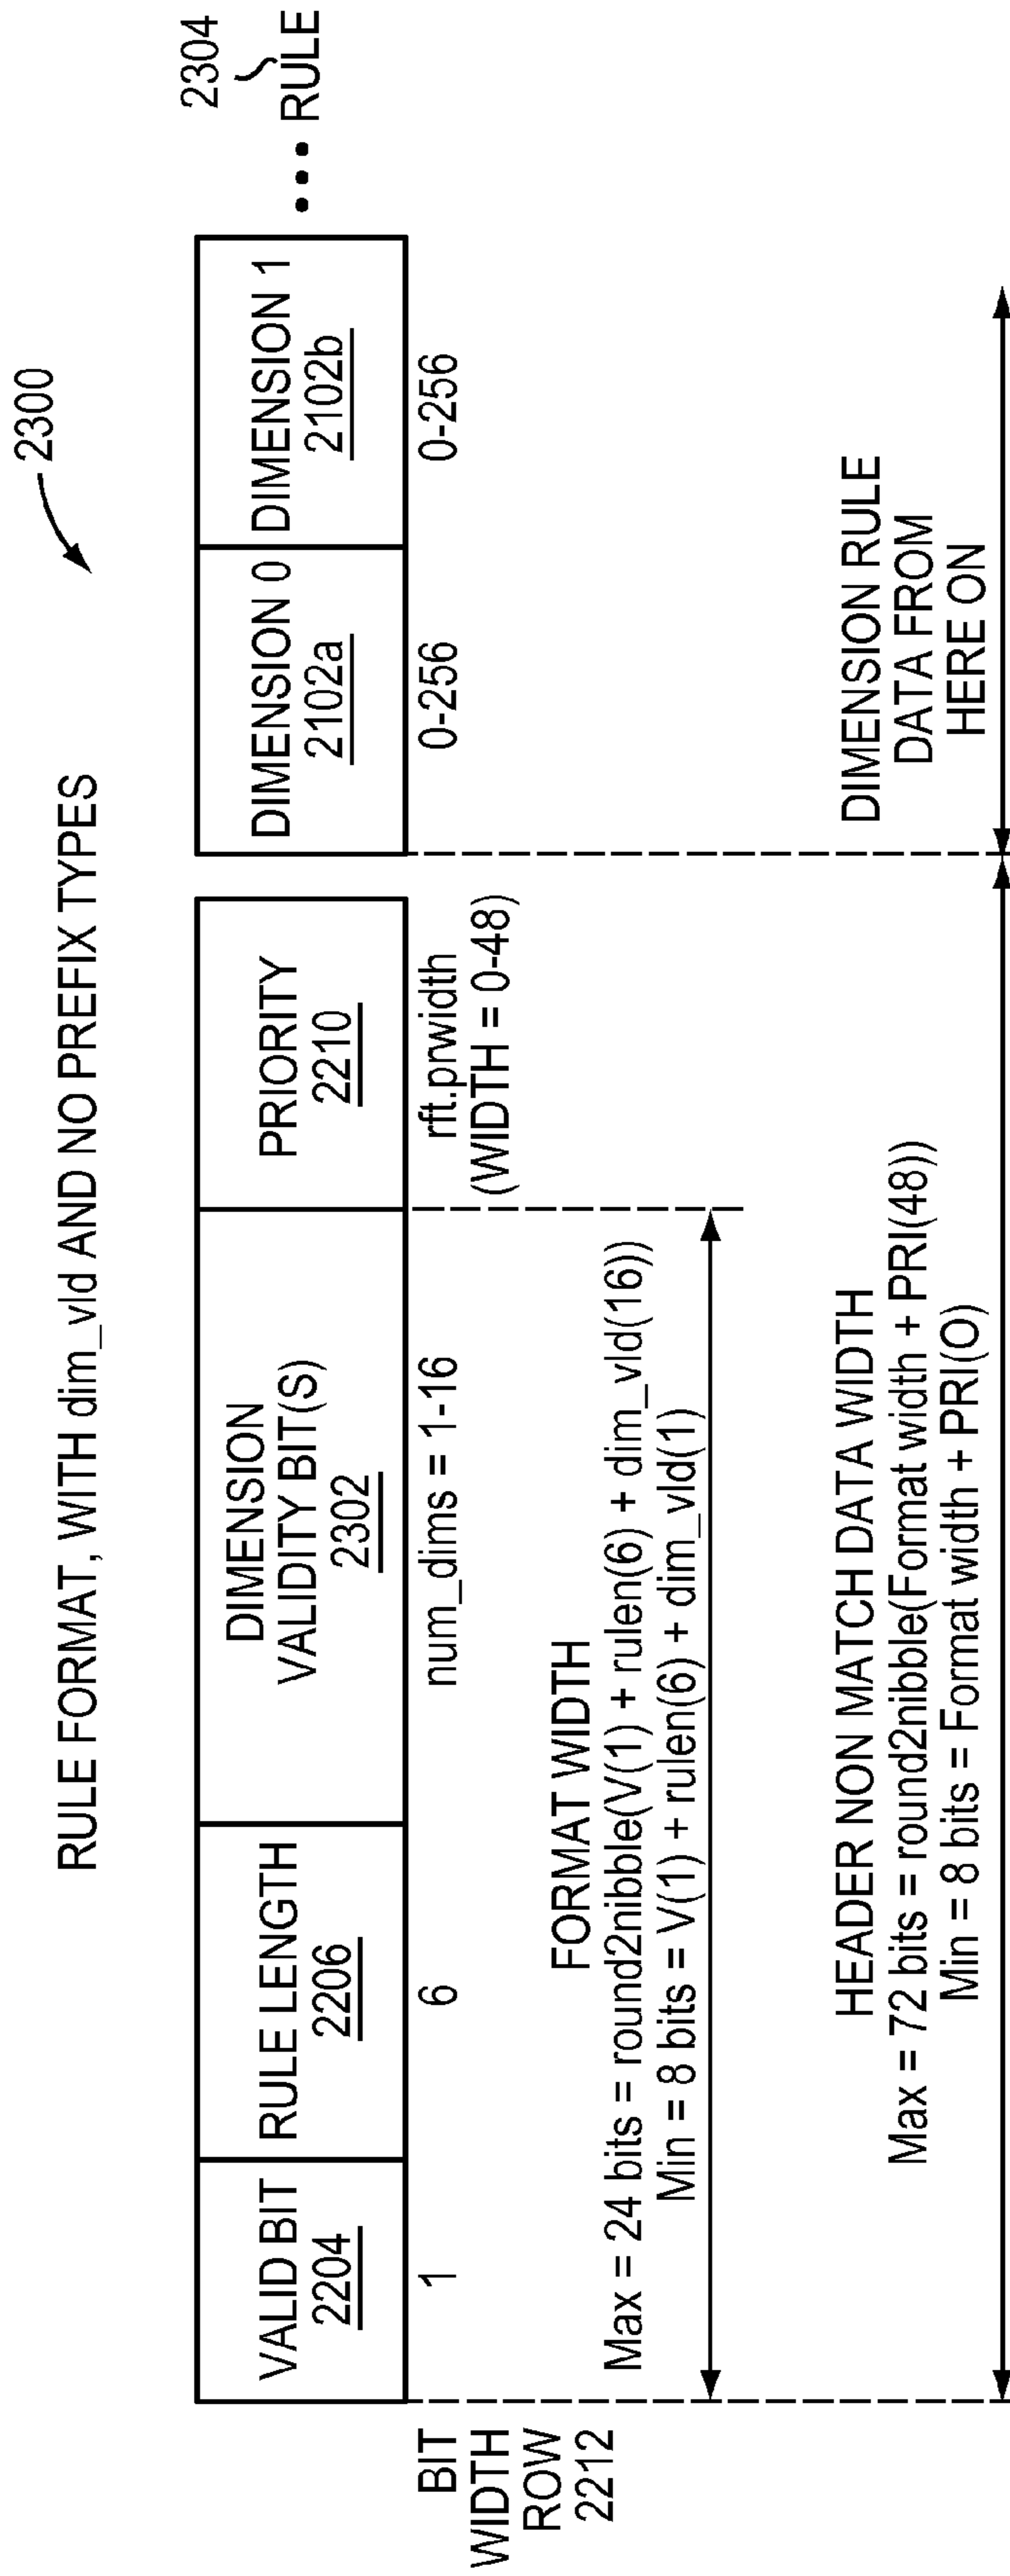 RULE FORMAT, WITH dim_vld AND NO PREFIX TYPES
2300
VALID BIT
2204
RULE LENGTH
2206
DIMENSION
VALIDITY BIT(S)
2302
PRIORITY
2210
DIMENSION 0
2102a
DIMENSION 1
2102b
2304
••• RULE
BIT
WIDTH
ROW
2212
1
6
num_dims = 1-16
rft.prwidth
(WIDTH = 0-48)
0-256
0-256
FORMAT WIDTH
Max = 24 bits = round2nibble(V(1) + rulen(6) + dim_vld(16))
Min = 8 bits = V(1) + rulen(6) + dim_vld(1)
HEADER NON MATCH DATA WIDTH
Max = 72 bits = round2nibble(Format width + PRI(48))
Min = 8 bits = Format width + PRI(O)
DIMENSION RULE
DATA FROM
HERE ON